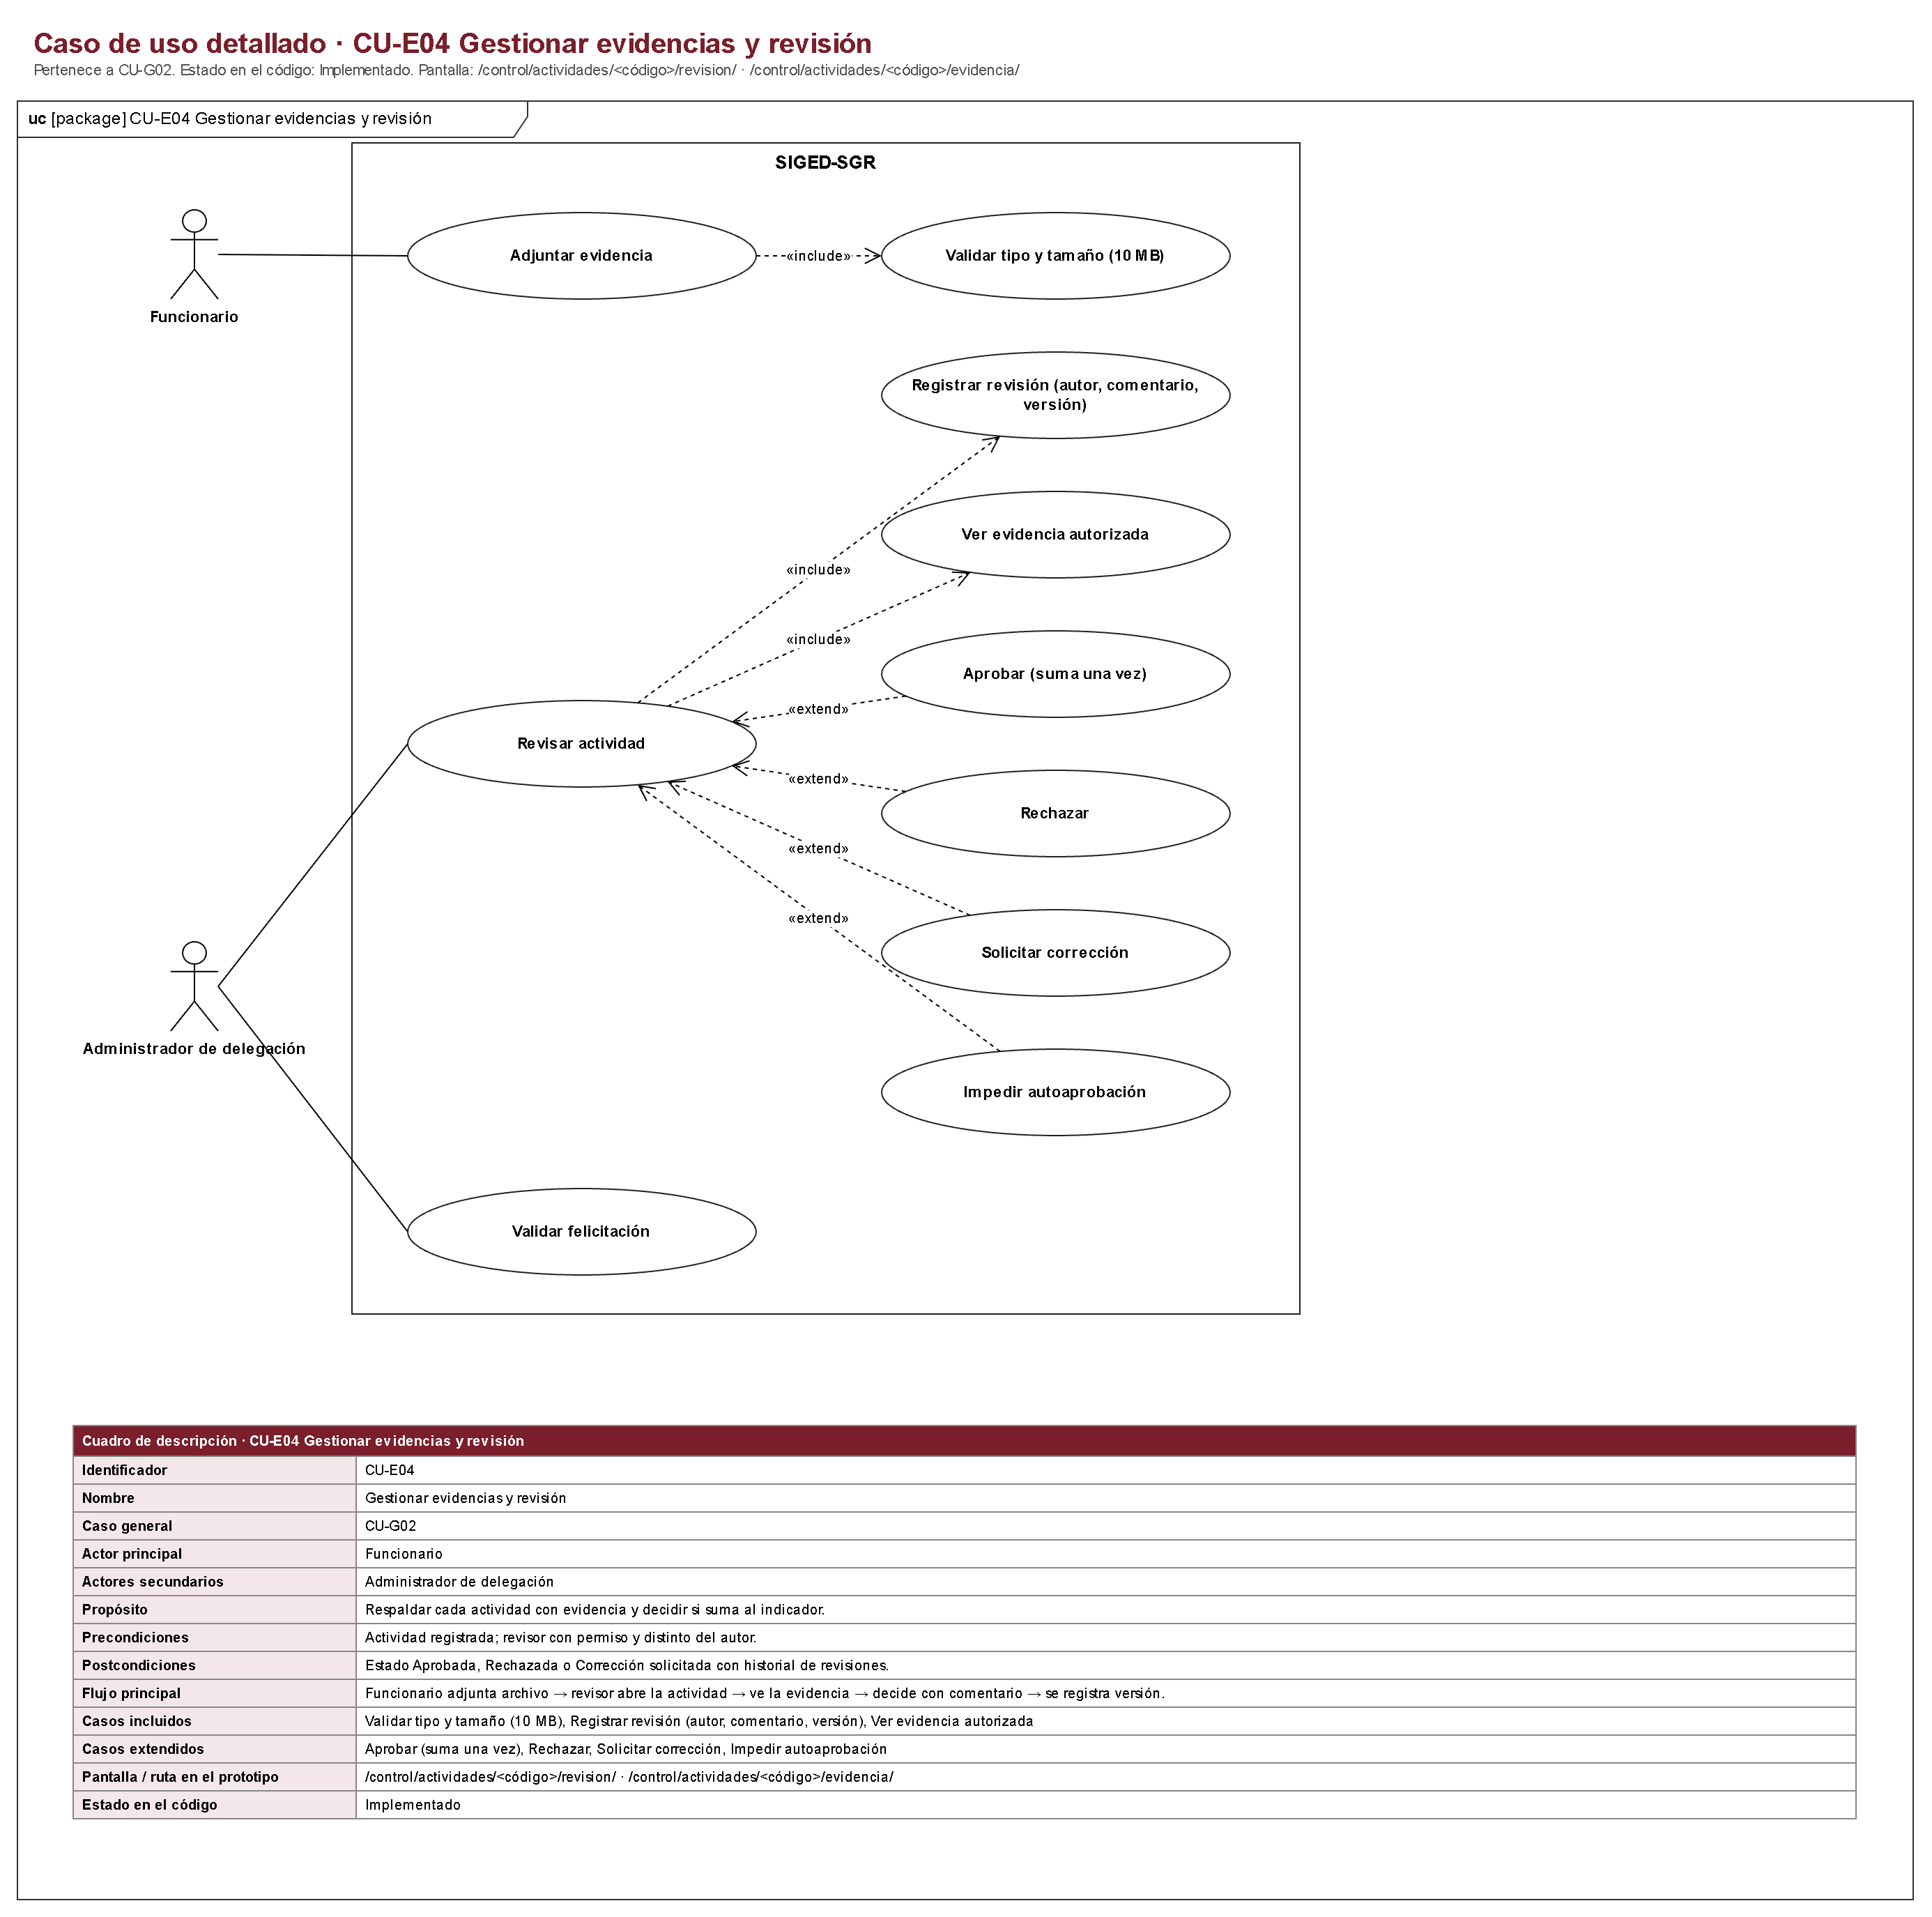 Caso de uso detallado · CU-E04 Gestionar evidencias y revisión
Pertenece a CU-G02. Estado en el código: Implementado. Pantalla: /control/actividades/<código>/revision/ · /control/actividades/<código>/evidencia/
uc [package] CU-E04 Gestionar evidencias y revisión
SIGED-SGR
Adjuntar evidencia
«include»
Validar tipo y tamaño (10 MB)
Funcionario
Registrar revisión (autor, comentario,
versión)
Ver evidencia autorizada
«include»
«include»
Aprobar (suma una vez)
«extend»
Revisar actividad
«extend»
Rechazar
«extend»
«extend»
Solicitar corrección
Administrador de delegación
Impedir autoaprobación
Validar felicitación
Cuadro de descripción · CU-E04 Gestionar evidencias y revisión
Identificador CU-E04
Nombre Gestionar evidencias y revisión
Caso general CU-G02
Actor principal Funcionario
Actores secundarios Administrador de delegación
Propósito Respaldar cada actividad con evidencia y decidir si suma al indicador.
Precondiciones Actividad registrada; revisor con permiso y distinto del autor.
Postcondiciones Estado Aprobada, Rechazada o Corrección solicitada con historial de revisiones.
Flujo principal Funcionario adjunta archivo → revisor abre la actividad → ve la evidencia → decide con comentario → se registra versión.
Casos incluidos Validar tipo y tamaño (10 MB), Registrar revisión (autor, comentario, versión), Ver evidencia autorizada
Casos extendidos Aprobar (suma una vez), Rechazar, Solicitar corrección, Impedir autoaprobación
Pantalla / ruta en el prototipo /control/actividades/<código>/revision/ · /control/actividades/<código>/evidencia/
Estado en el código Implementado